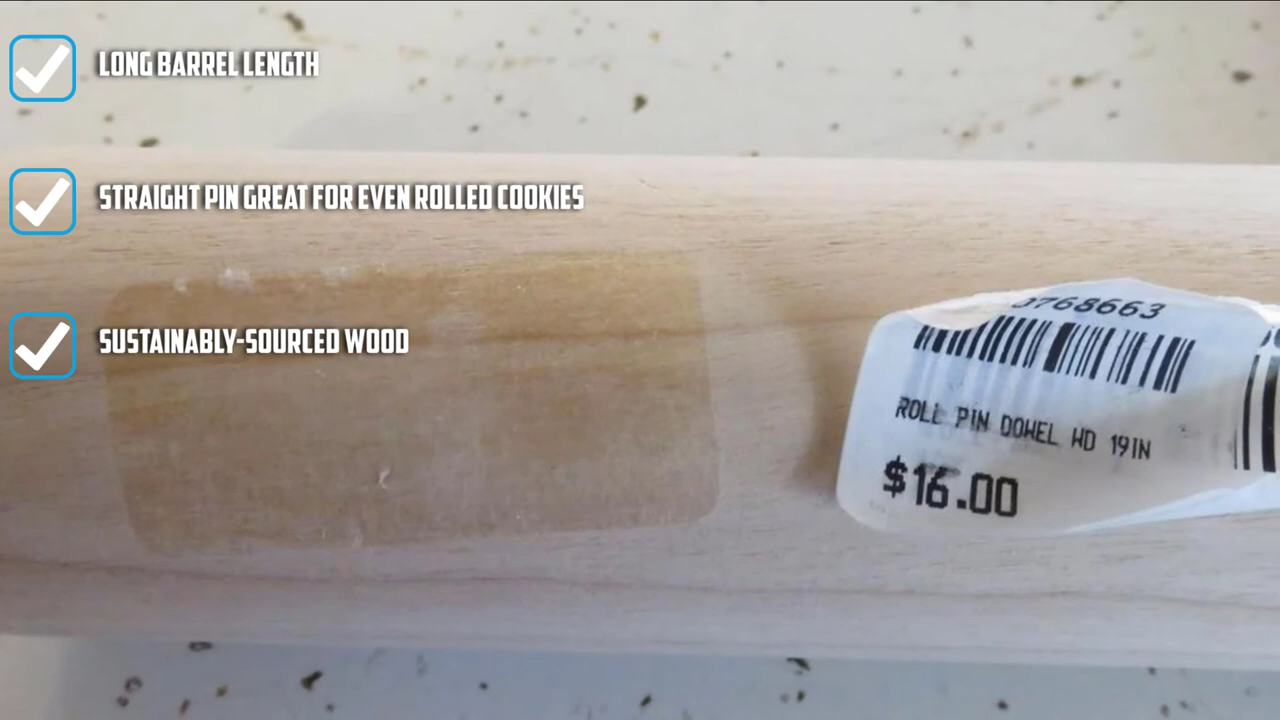 LONG BARREL LENGTH
STRAIGHT PIN GREAT FOR EVEN ROLLED COOKIES
SUSTAINABLY-SOURCED WOOD
0768663
ROLL PIN DOWEL WD 19IN
$16.00